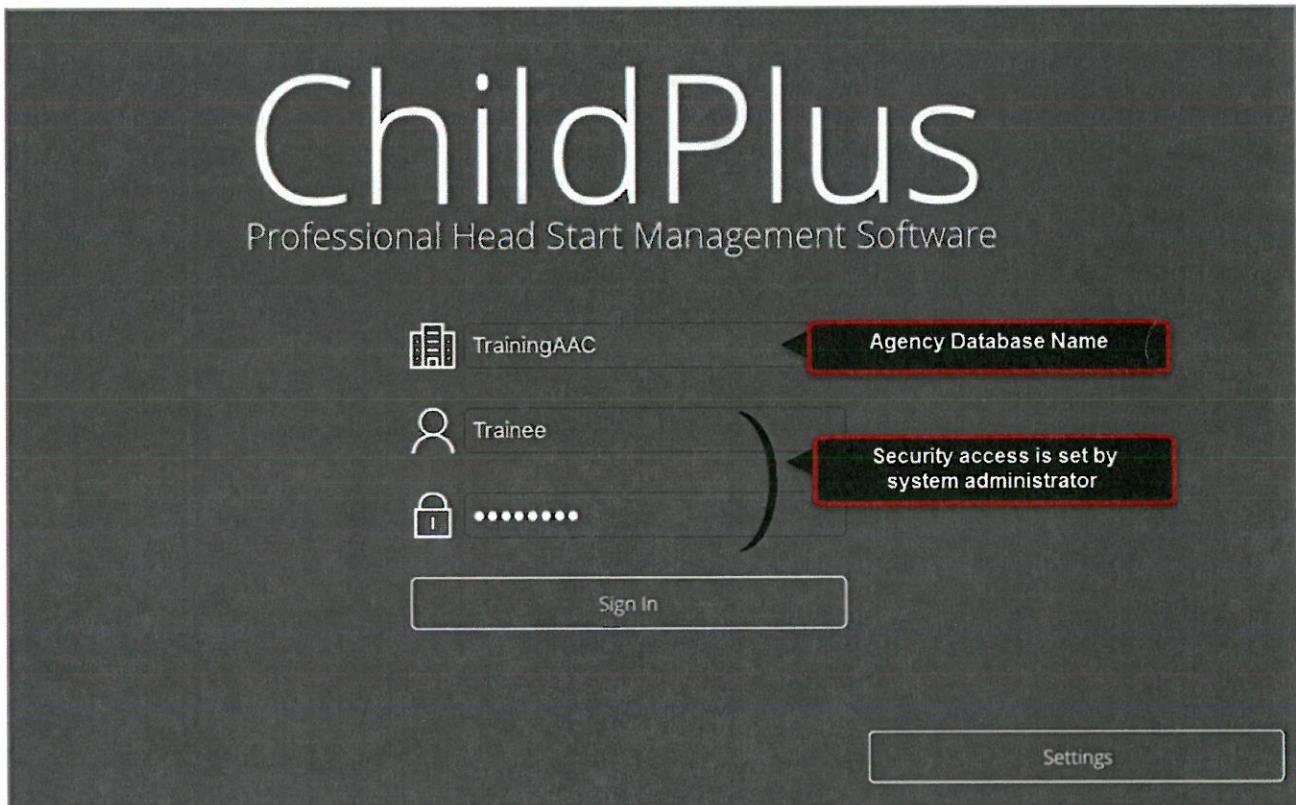 ChildPlus
Professional Head Start Management Software
TrainingAAC
Agency Database Name
Trainee
Security access is set by
system administrator
••••••••
Sign In
Settings